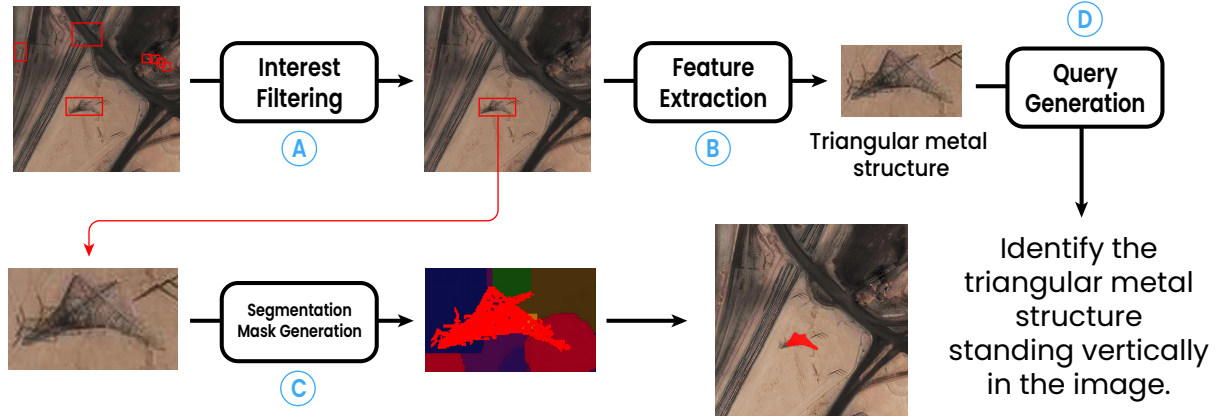 D
Interest
Filtering
A
Feature
Extraction
B
Triangular metal
structure
Query
Generation
Segmentation
Mask Generation
C
Identify the
triangular metal
structure
standing vertically
in the image.